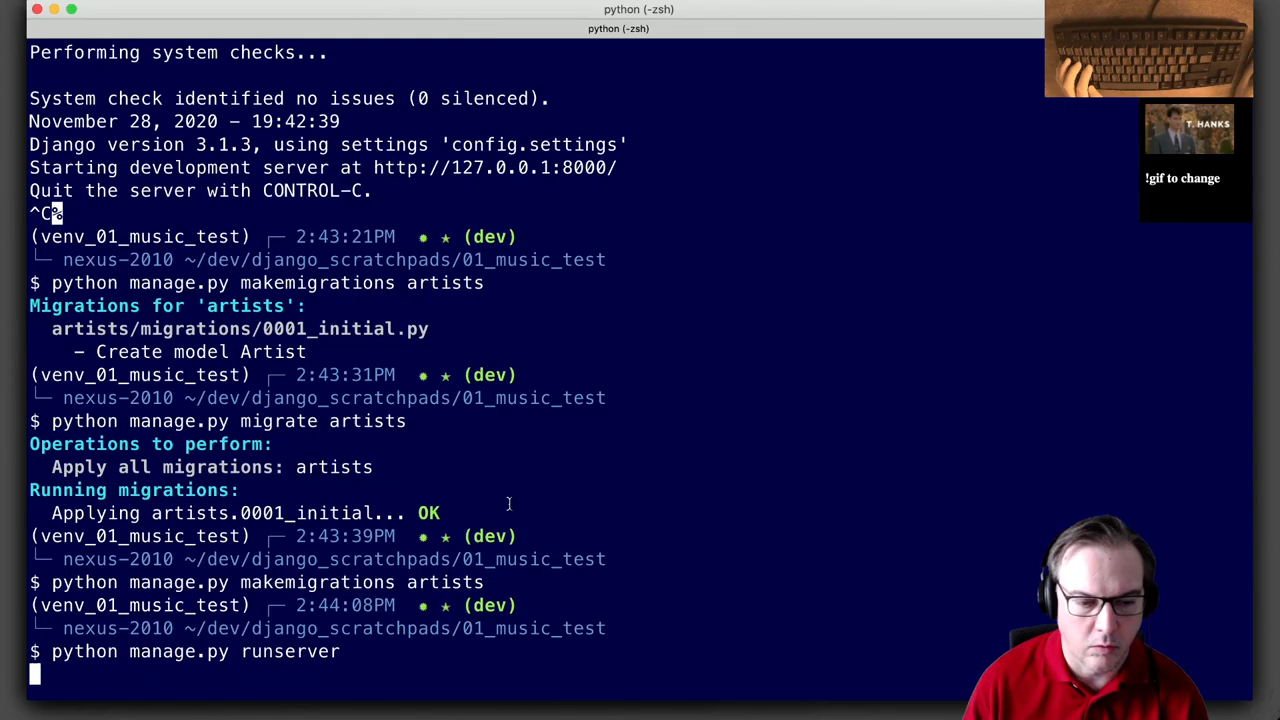 python (-zsh)
python (-zsh)
Performing system checks...
System check identified no issues (0 silenced).
November 28, 2020 - 19:42:39
Django version 3.1.3, using settings 'config.settings'
Starting development server at http://127.0.0.1:8000/
Quit the server with CONTROL-C.
^C%
(venv_01_music_test) ┌─ 2:43:21PM ✹ ★ (dev)
└─ nexus-2010 ~/dev/django_scratchpads/01_music_test
$ python manage.py makemigrations artists
Migrations for 'artists':
artists/migrations/0001_initial.py
- Create model Artist
(venv_01_music_test) ┌─ 2:43:31PM ✹ ★ (dev)
└─ nexus-2010 ~/dev/django_scratchpads/01_music_test
$ python manage.py migrate artists
Operations to perform:
Apply all migrations: artists
Running migrations:
Applying artists.0001_initial... OK
(venv_01_music_test) ┌─ 2:43:39PM ✹ ★ (dev)
└─ nexus-2010 ~/dev/django_scratchpads/01_music_test
$ python manage.py makemigrations artists
(venv_01_music_test) ┌─ 2:44:08PM ✹ ★ (dev)
└─ nexus-2010 ~/dev/django_scratchpads/01_music_test
$ python manage.py runserver
T. HANKS
!gif to change